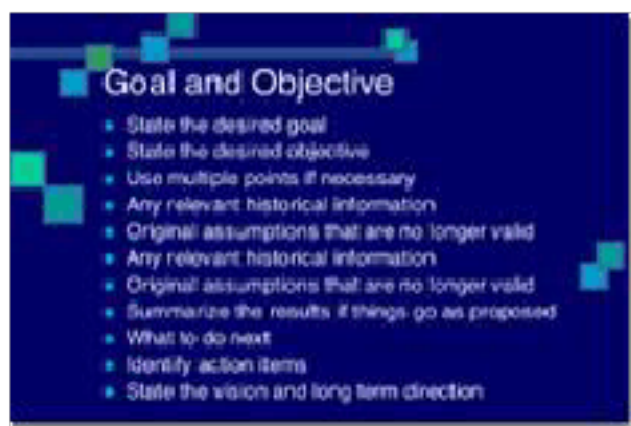 Goal and Objective
State the desired goal
State the desired objective
Use multiple points if necessary
Any relevant historical information
Original assumptions that are no longer valid
Any relevant historical information
Original assumptions that are no longer valid
Summarize the results if things go as proposed
What to do next
Identify action items
State the vision and long term direction